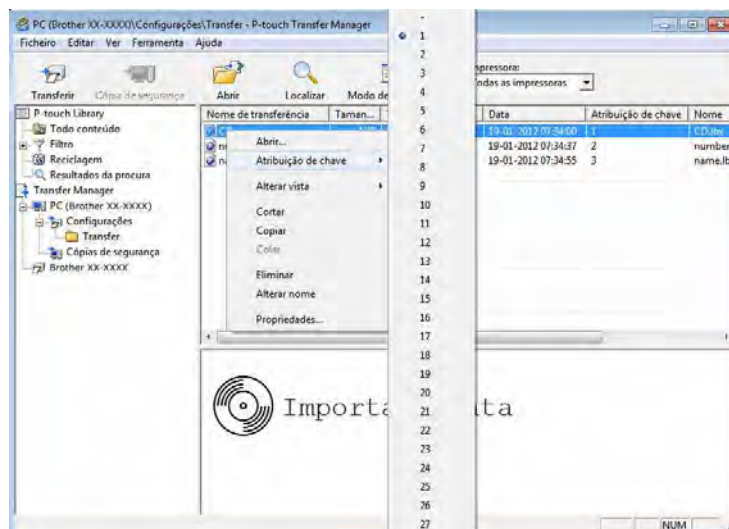 PC (Brother XX-XXXX)\Configurações\Transfer - P-touch Transfer Manager
Ficheiro Editar Ver Ferramenta Ajuda
Transferir Cópia de segurança Abrir Localizar Modo de
impressora:
odas as impressoras
P-touch Library
Todo conteúdo
Filtro
Reciclagem
Resultados da procura
Transfer Manager
PC (Brother XX-XXXX)
Configurações
Transfer
Cópias de segurança
Brother XX-XXXX
Nome de transferência Taman... Data Atribuição de chave Nome
19-01-2012 07:34:00 1
19-01-2012 07:34:37 2 number
19-01-2012 07:34:55 3 name.lb
Abrir...
Atribuição de chave
Alterar vista
Cortar
Copiar
Colar
Eliminar
Alterar nome
Propriedades...
-
1
2
3
4
5
6
7
8
9
10
11
12
13
14
15
16
17
18
19
20
21
22
23
24
25
26
27
Importa ta
NUM